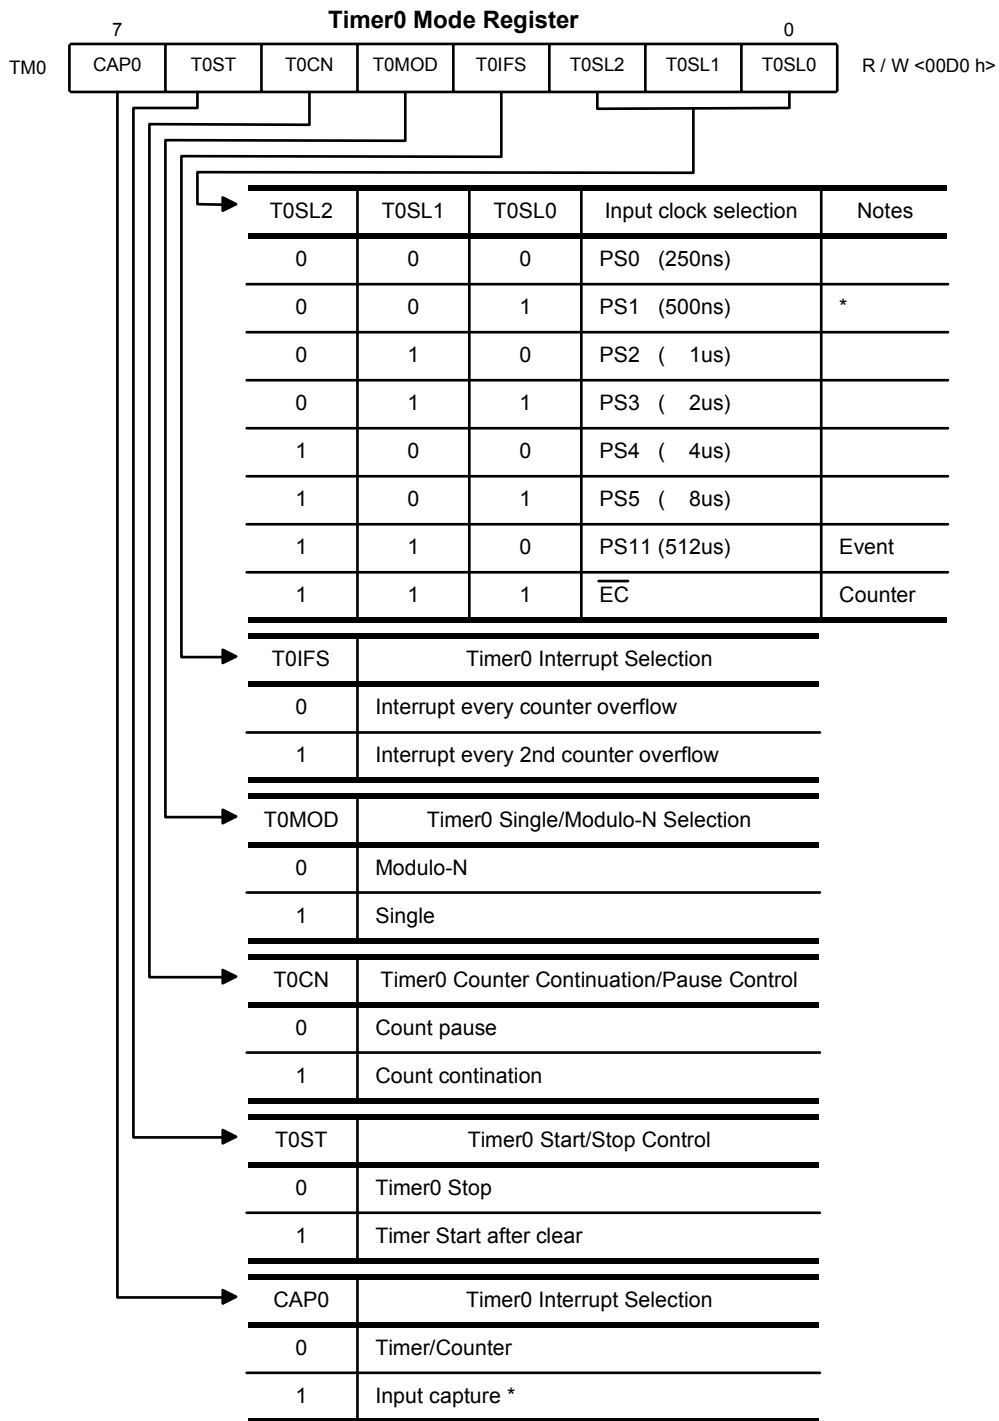 Timer0 Mode Register
7 0
TM0 CAP0 T0ST T0CN T0MOD T0IFS T0SL2 T0SL1 T0SL0 R / W <00D0 h>
T0SL2 T0SL1 T0SL0 Input clock selection Notes
0 0 0 PS0 (250ns)
0 0 1 PS1 (500ns) *
0 1 0 PS2 ( 1us)
0 1 1 PS3 ( 2us)
1 0 0 PS4 ( 4us)
1 0 1 PS5 ( 8us)
1 1 0 PS11 (512us) Event
1 1 1 E̅C̅ Counter
T0IFS Timer0 Interrupt Selection
0 Interrupt every counter overflow
1 Interrupt every 2nd counter overflow
T0MOD Timer0 Single/Modulo-N Selection
0 Modulo-N
1 Single
T0CN Timer0 Counter Continuation/Pause Control
0 Count pause
1 Count contination
T0ST Timer0 Start/Stop Control
0 Timer0 Stop
1 Timer Start after clear
CAP0 Timer0 Interrupt Selection
0 Timer/Counter
1 Input capture *